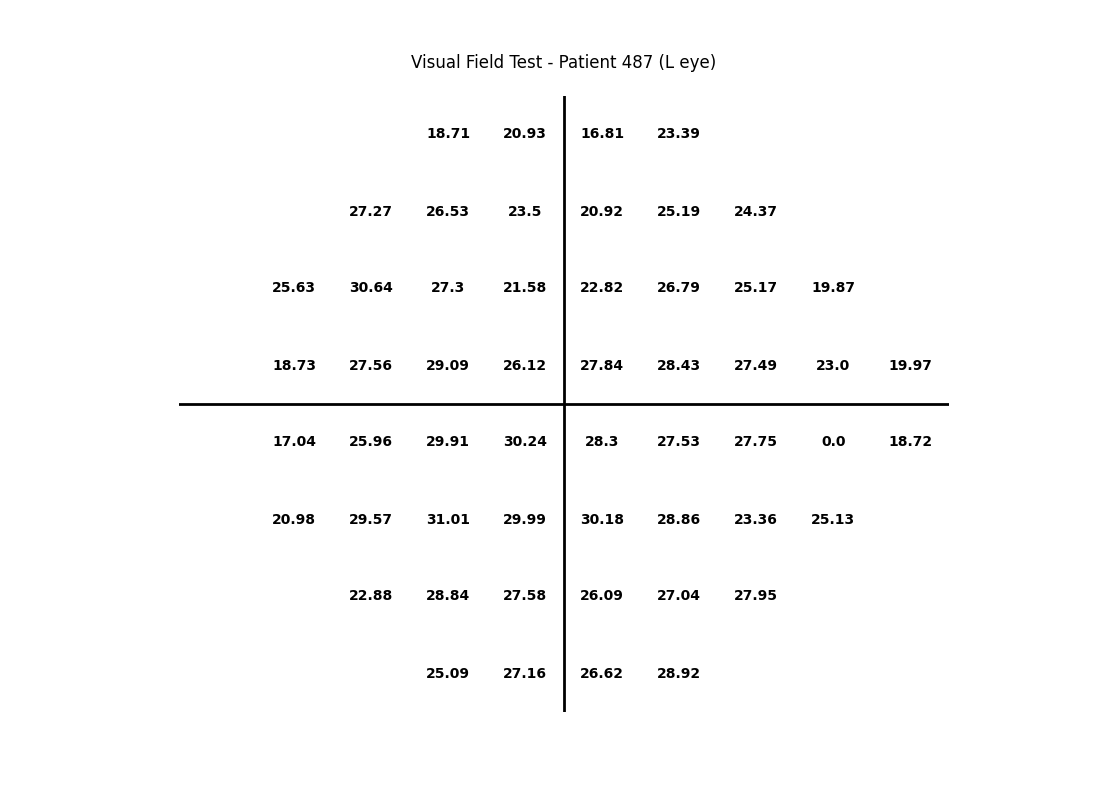 Visual Field Test - Patient 487 (L eye)
18.71 20.93 16.81 23.39
27.27 26.53 23.5 20.92 25.19 24.37
25.63 30.64 27.3 21.58 22.82 26.79 25.17 19.87
18.73 27.56 29.09 26.12 27.84 28.43 27.49 23.0 19.97
17.04 25.96 29.91 30.24 28.3 27.53 27.75 0.0 18.72
20.98 29.57 31.01 29.99 30.18 28.86 23.36 25.13
22.88 28.84 27.58 26.09 27.04 27.95
25.09 27.16 26.62 28.92